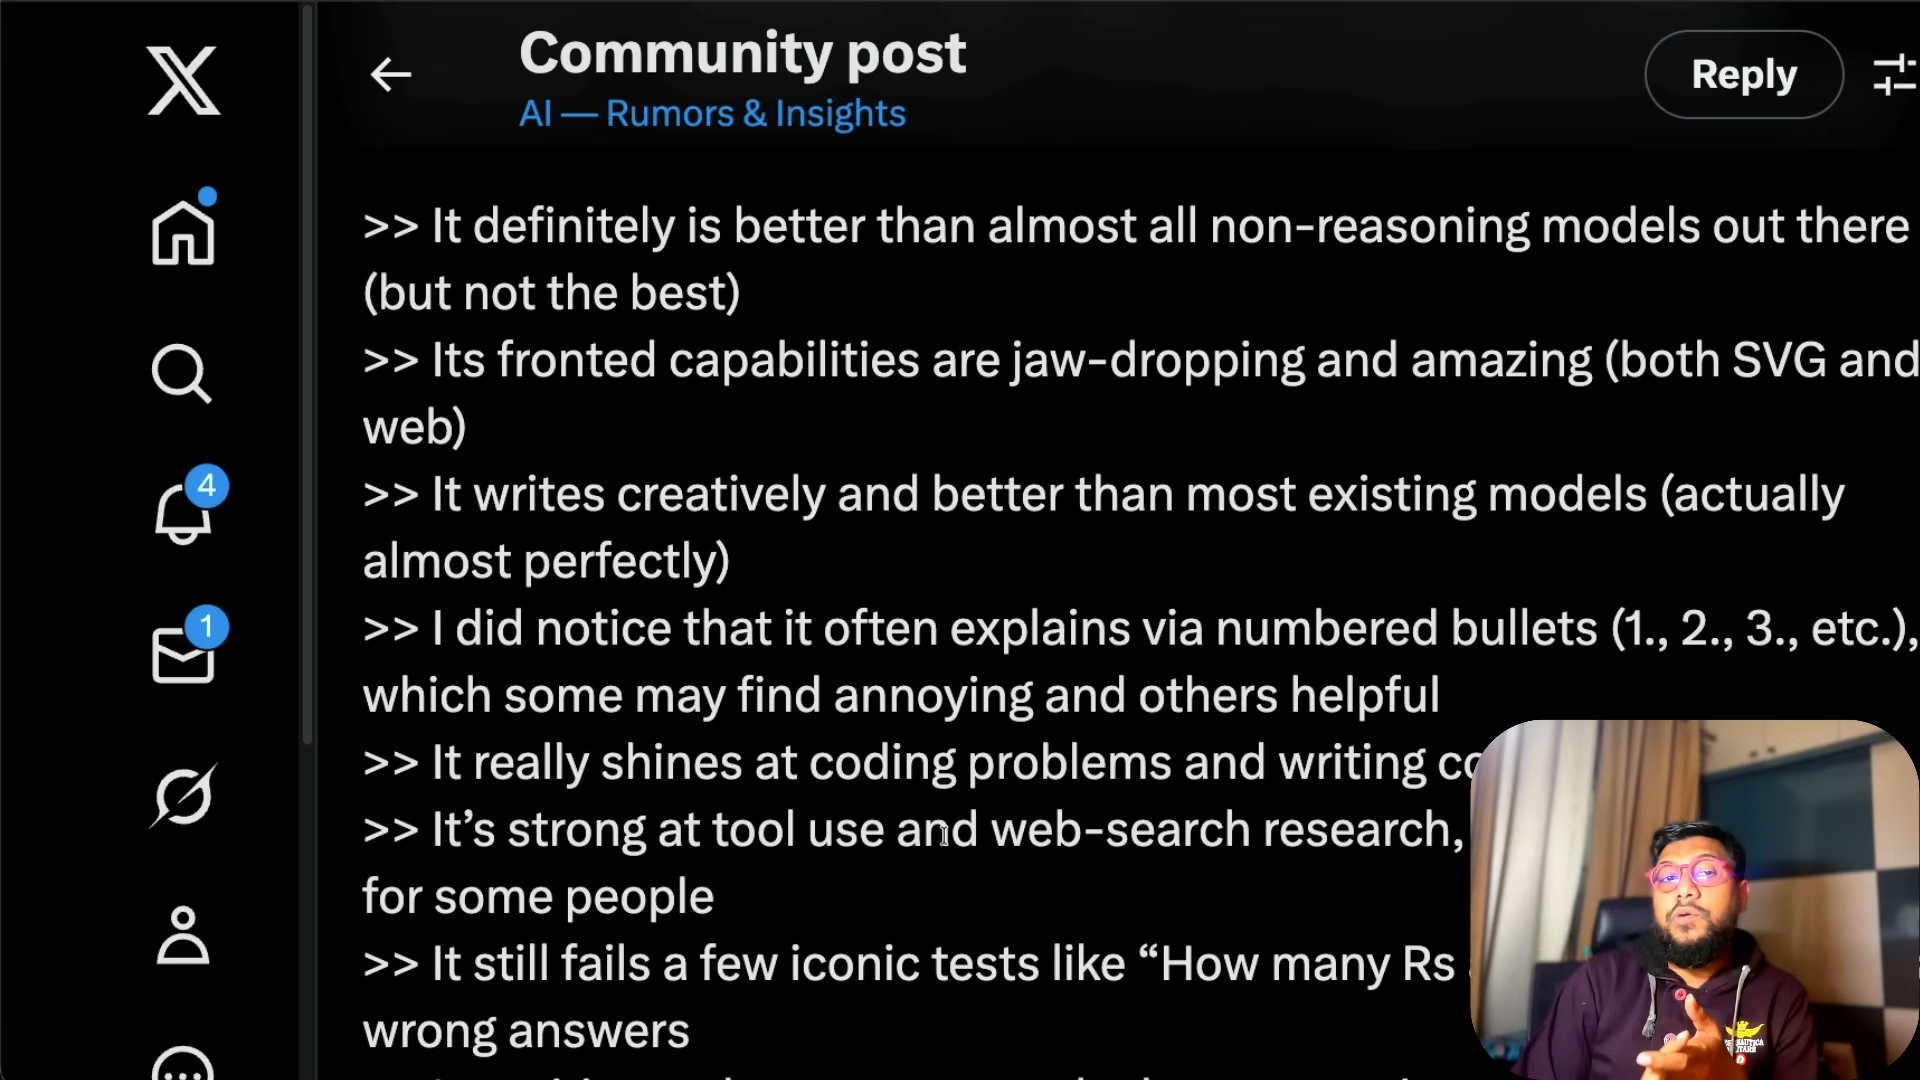 Community post
AI — Rumors & Insights
Reply
>> It definitely is better than almost all non-reasoning models out there
(but not the best)
>> Its fronted capabilities are jaw-dropping and amazing (both SVG and
web)
>> It writes creatively and better than most existing models (actually
almost perfectly)
4
>> I did notice that it often explains via numbered bullets (1., 2., 3., etc.),
which some may find annoying and others helpful
1
>> It really shines at coding problems and writing
>> It’s strong at tool use and web-search research,
for some people
>> It still fails a few iconic tests like “How many Rs
wrong answers